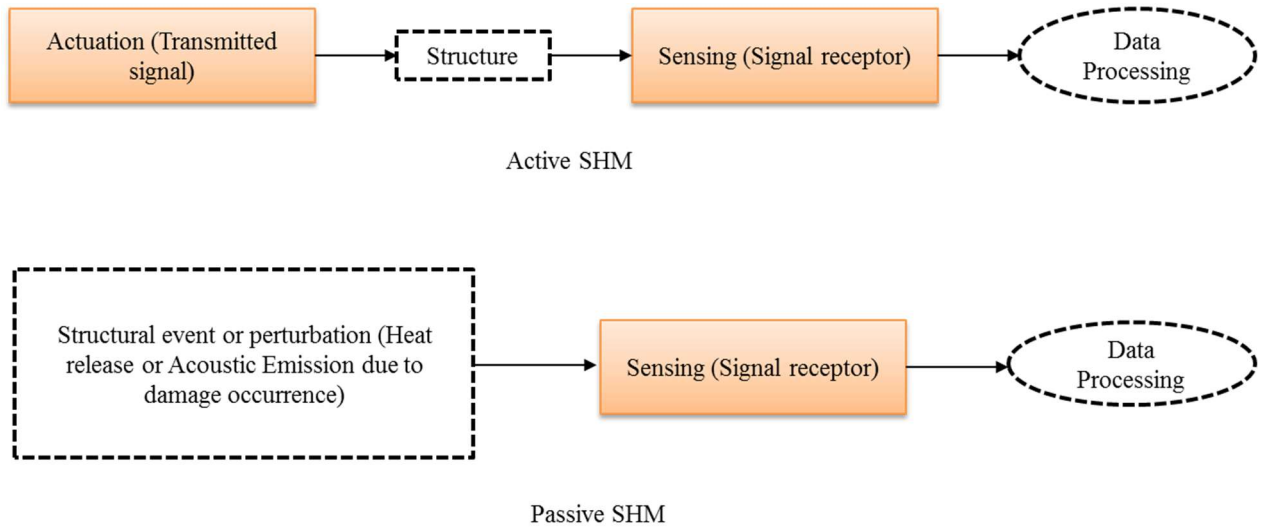 Actuation (Transmitted
signal)
Structure
Sensing (Signal receptor)
Data
Processing
Active SHM
Structural event or perturbation (Heat
release or Acoustic Emission due to
damage occurrence)
Sensing (Signal receptor)
Data
Processing
Passive SHM